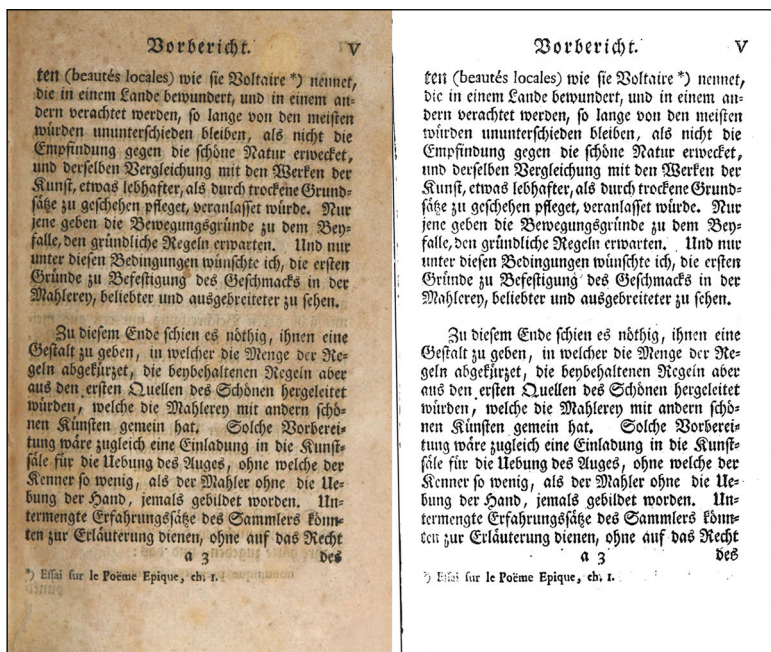 Vorbericht. V
ten (beautés locales) wie sie Voltaire *) nennet,
die in einem Lande bewundert, und in einem an-
dern verachtet werden, so lange von den meisten
würden ununterschieden bleiben, als nicht die
Empfindung gegen die schöne Natur erwecket,
und derselben Vergleichung mit den Werken der
Kunst, etwas lebhafter, als durch trockene Grund-
sätze zu geschehen pfleget, veranlasset würde. Nur
jene geben die Bewegungsgründe zu dem Bey-
falle, den gründliche Regeln erwarten. Und nur
unter diesen Bedingungen wünschte ich, die ersten
Gründe zu Befestigung des Geschmacks in der
Mahlerey, beliebter und ausgebreiteter zu sehen.
Zu diesem Ende schien es nöthig, ihnen eine
Gestalt zu geben, in welcher die Menge der Re-
geln abgekürzet, die beybehaltenen Regeln aber
aus den ersten Quellen des Schönen hergeleitet
würden, welche die Mahlerey mit andern schö-
nen Künsten gemein hat. Solche Vorberei-
tung wäre zugleich eine Einladung in die Kunst-
säle für die Uebung des Auges, ohne welche der
Kenner so wenig, als der Mahler ohne die Ue-
bung der Hand, jemals gebildet worden. Un-
termengte Erfahrungssätze des Sammlers könn-
ten zur Erläuterung dienen, ohne auf das Recht
a 3 des
*) Essai sur le Poëme Epique, ch. 1.
Vorbericht. V
ten (beautés locales) wie sie Voltaire *) nennet,
die in einem Lande bewundert, und in einem an-
dern verachtet werden, so lange von den meisten
würden ununterschieden bleiben, als nicht die
Empfindung gegen die schöne Natur erwecket,
und derselben Vergleichung mit den Werken der
Kunst, etwas lebhafter, als durch trockene Grund-
sätze zu geschehen pfleget, veranlasset würde. Nur
jene geben die Bewegungsgründe zu dem Bey-
falle, den gründliche Regeln erwarten. Und nur
unter diesen Bedingungen wünschte ich, die ersten
Gründe zu Befestigung des Geschmacks in der
Mahlerey, beliebter und ausgebreiteter zu sehen.
Zu diesem Ende schien es nöthig, ihnen eine
Gestalt zu geben, in welcher die Menge der Re-
geln abgekürzet, die beybehaltenen Regeln aber
aus den ersten Quellen des Schönen hergeleitet
würden, welche die Mahlerey mit andern schö-
nen Künsten gemein hat. Solche Vorberei-
tung wäre zugleich eine Einladung in die Kunst-
säle für die Uebung des Auges, ohne welche der
Kenner so wenig, als der Mahler ohne die Ue-
bung der Hand, jemals gebildet worden. Un-
termengte Erfahrungssätze des Sammlers könn-
ten zur Erläuterung dienen, ohne auf das Recht
a 3 des
*) Essai sur le Poëme Epique, ch. 1.